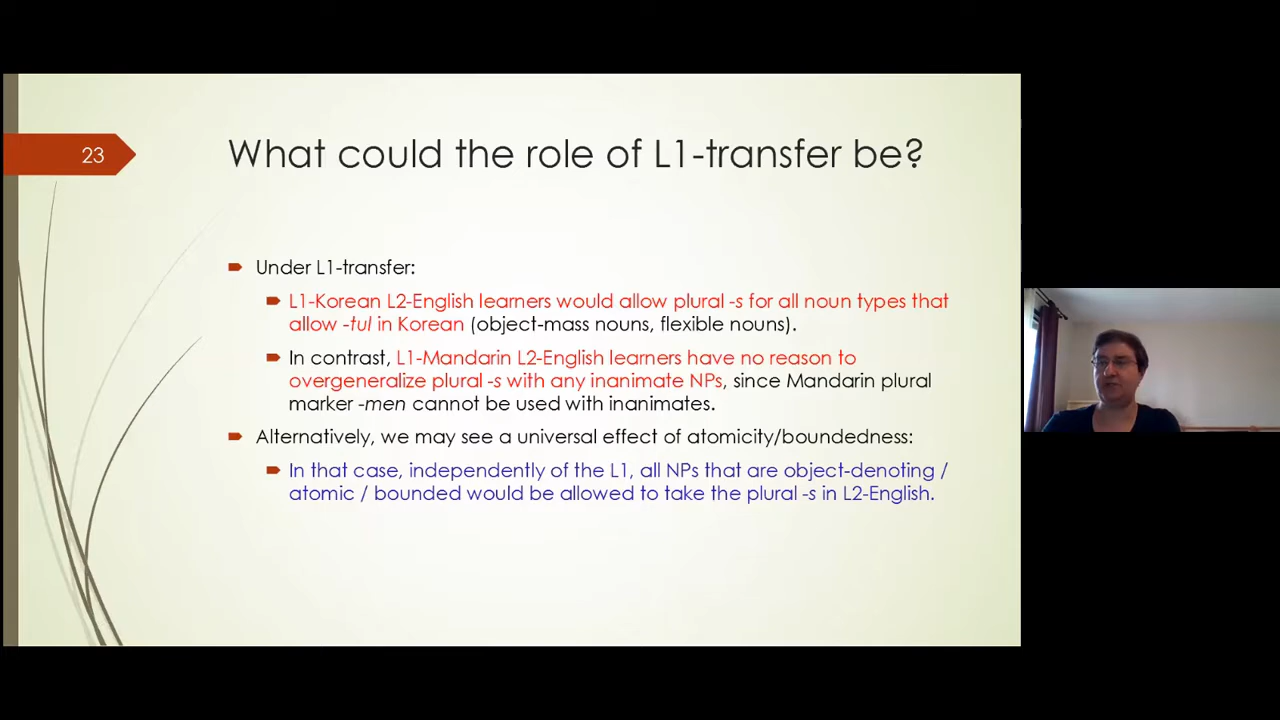 23
What could the role of L1-transfer be?
Under L1-transfer:
L1-Korean L2-English learners would allow plural -s for all noun types that
allow -tul in Korean (object-mass nouns, flexible nouns).
In contrast, L1-Mandarin L2-English learners have no reason to
overgeneralize plural -s with any inanimate NPs, since Mandarin plural
marker -men cannot be used with inanimates.
Alternatively, we may see a universal effect of atomicity/boundedness:
In that case, independently of the L1, all NPs that are object-denoting /
atomic / bounded would be allowed to take the plural -s in L2-English.